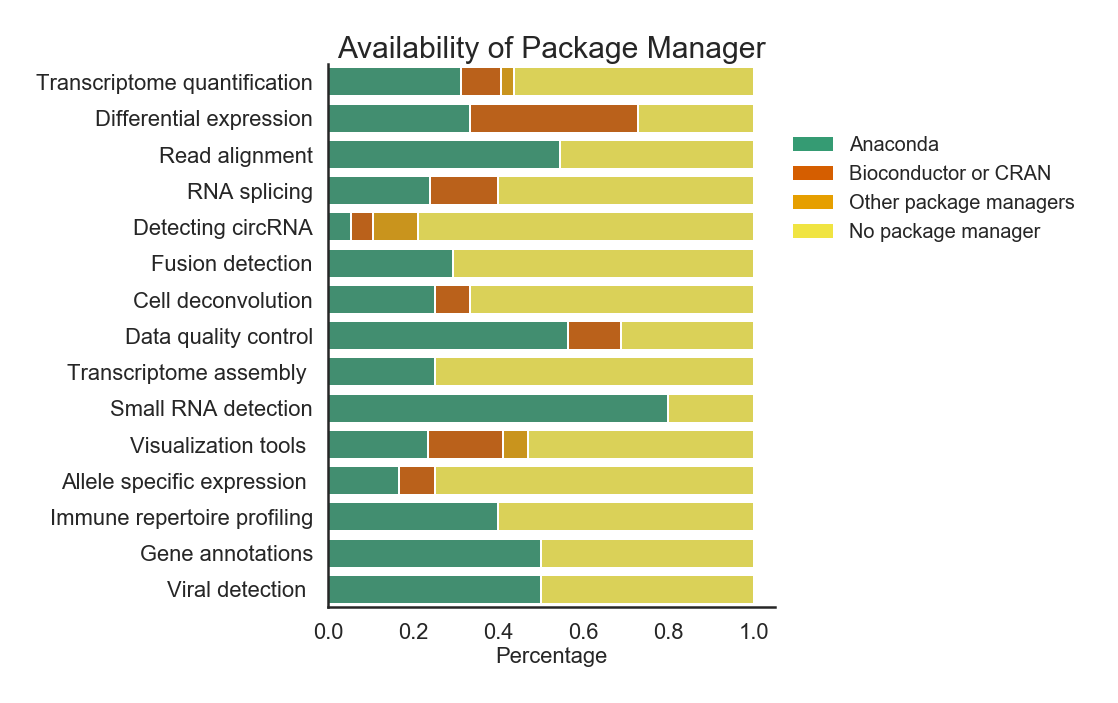 Availability of Package Manager
Transcriptome quantification
Differential expression
Read alignment
RNA splicing
Detecting circRNA
Fusion detection
Cell deconvolution
Data quality control
Transcriptome assembly
Small RNA detection
Visualization tools
Allele specific expression
Immune repertoire profiling
Gene annotations
Viral detection
0.0 0.2 0.4 0.6 0.8 1.0
Percentage
Anaconda
Bioconductor or CRAN
Other package managers
No package manager